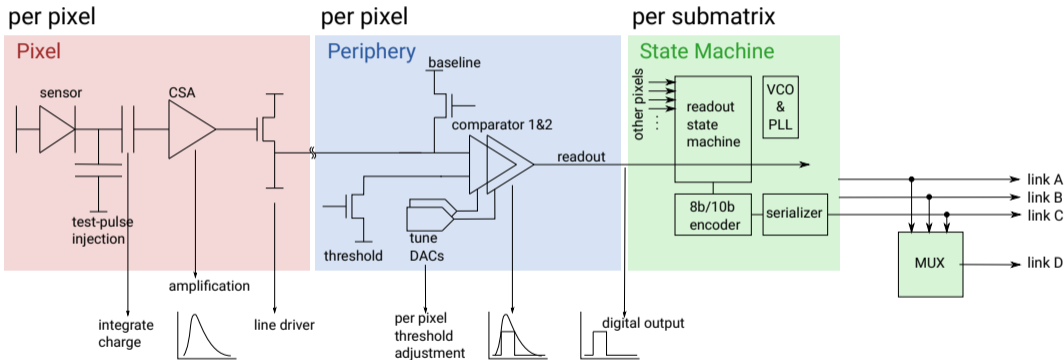 per pixel
per pixel
per submatrix
Pixel
Periphery
State Machine
sensor
CSA
baseline
comparator 1&2
other pixels
...
readout
state
machine
VCO
&
PLL
readout
test-pulse
injection
threshold
tune
DACs
8b/10b
encoder
serializer
link A
link B
link C
MUX
link D
amplification
integrate
charge
line driver
per pixel
threshold
adjustment
digital output